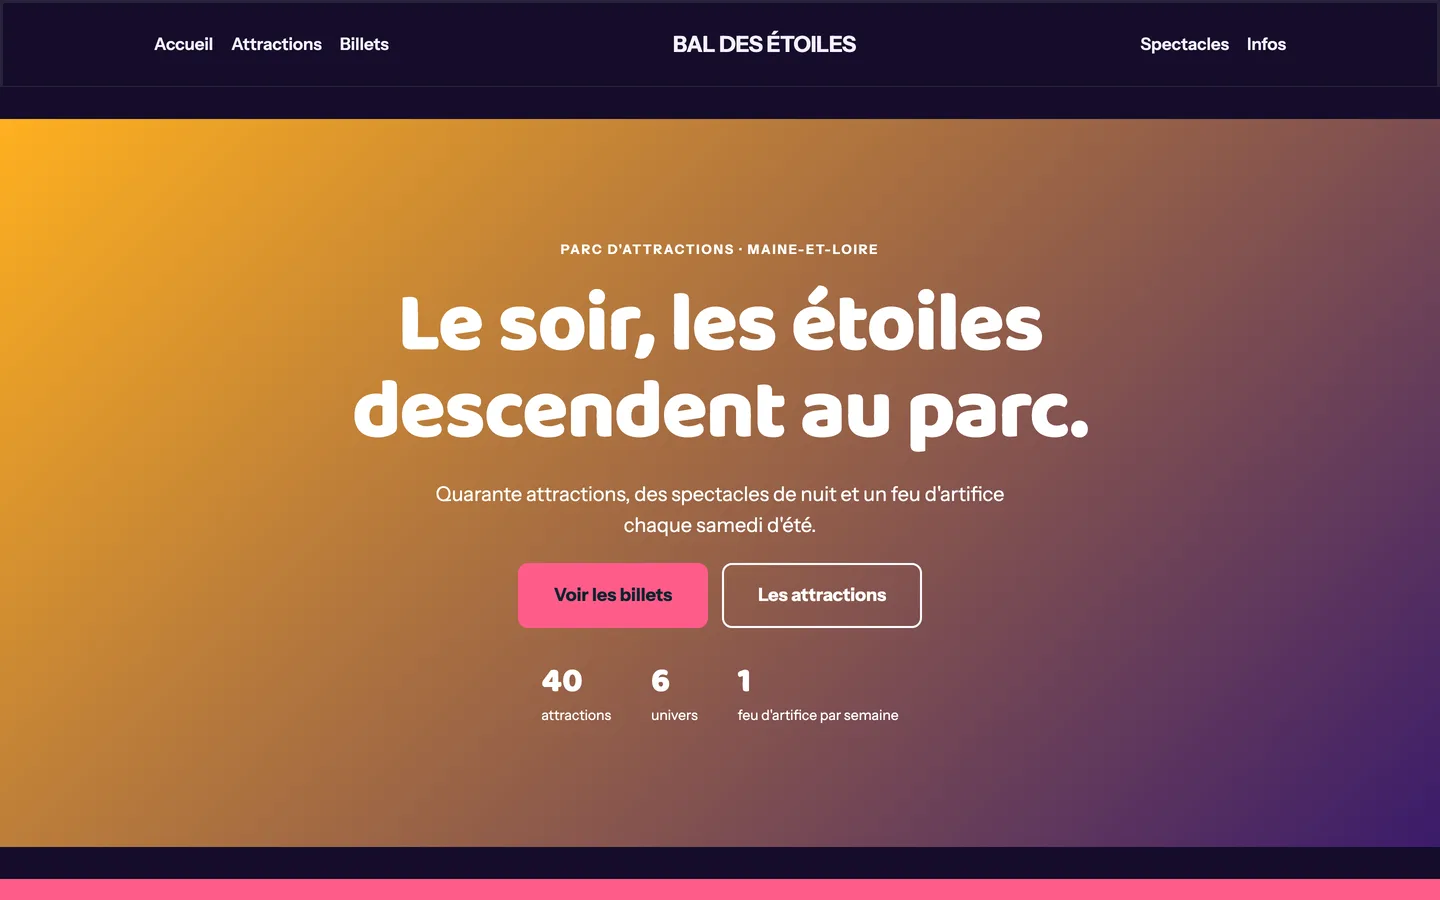 Accueil Attractions Billets
BAL DES ÉTOILES
Spectacles Infos
PARC D'ATTRACTIONS · MAINE-ET-LOIRE
Le soir, les étoiles
descendent au parc.
Quarante attractions, des spectacles de nuit et un feu d'artifice
chaque samedi d'été.
Voir les billets
Les attractions
40
attractions
6
univers
1
feu d'artifice par semaine